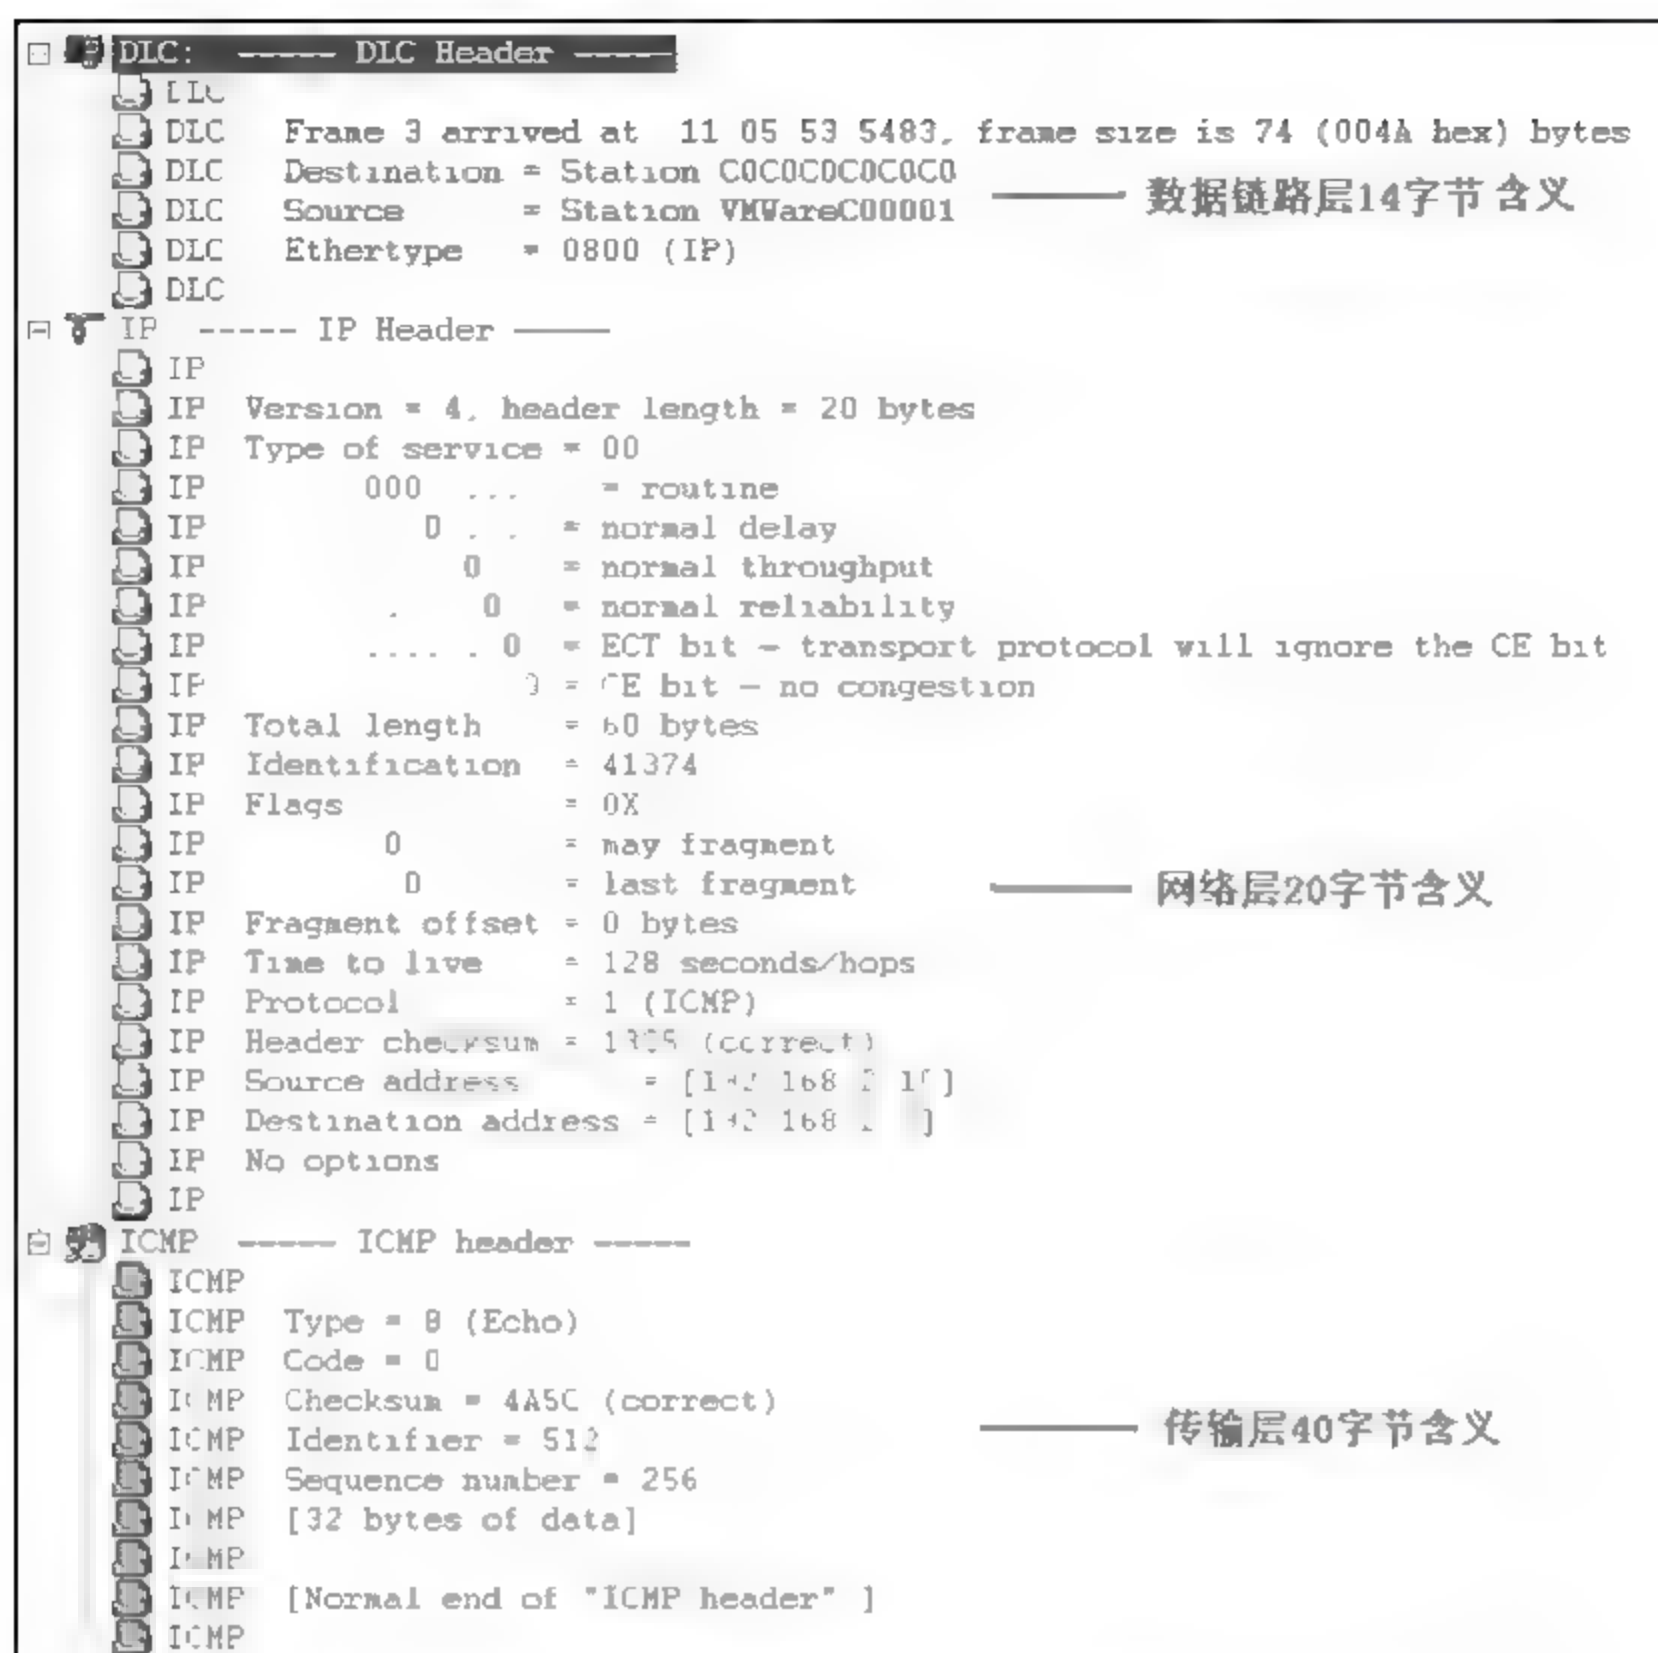 DLC: ----- DLC Header -----
DLC
DLC Frame 3 arrived at 11 05 53 5483, frame size is 74 (004A hex) bytes
DLC Destination = Station C0C0C0C0C0C0
数据链路层14字节含义
DLC Source = Station VMWareC00001
DLC Ethertype = 0800 (IP)
DLC
IP ----- IP Header -----
IP
IP Version = 4, header length = 20 bytes
IP Type of service = 00
IP 000 ... = routine
IP 0 . . = normal delay
IP 0 = normal throughput
IP . 0 = normal reliability
IP .... . 0 = ECT bit - transport protocol will ignore the CE bit
IP 0 = CE bit - no congestion
IP Total length = 60 bytes
IP Identification = 41374
IP Flags = 0X
IP 0 = may fragment
IP 0 = last fragment
网络层20字节含义
IP Fragment offset = 0 bytes
IP Time to live = 128 seconds/hops
IP Protocol = 1 (ICMP)
IP Header checksum = (correct)
IP Source address = [192 168
IP Destination address = [192 168
IP No options
IP
ICMP ----- ICMP header -----
ICMP
ICMP Type = 8 (Echo)
ICMP Code = 0
ICMP Checksum = 4A5C (correct)
传输层40字节含义
ICMP Identifier = 512
ICMP Sequence number = 256
ICMP [32 bytes of data]
ICMP
ICMP [Normal end of "ICMP header" ]
ICMP